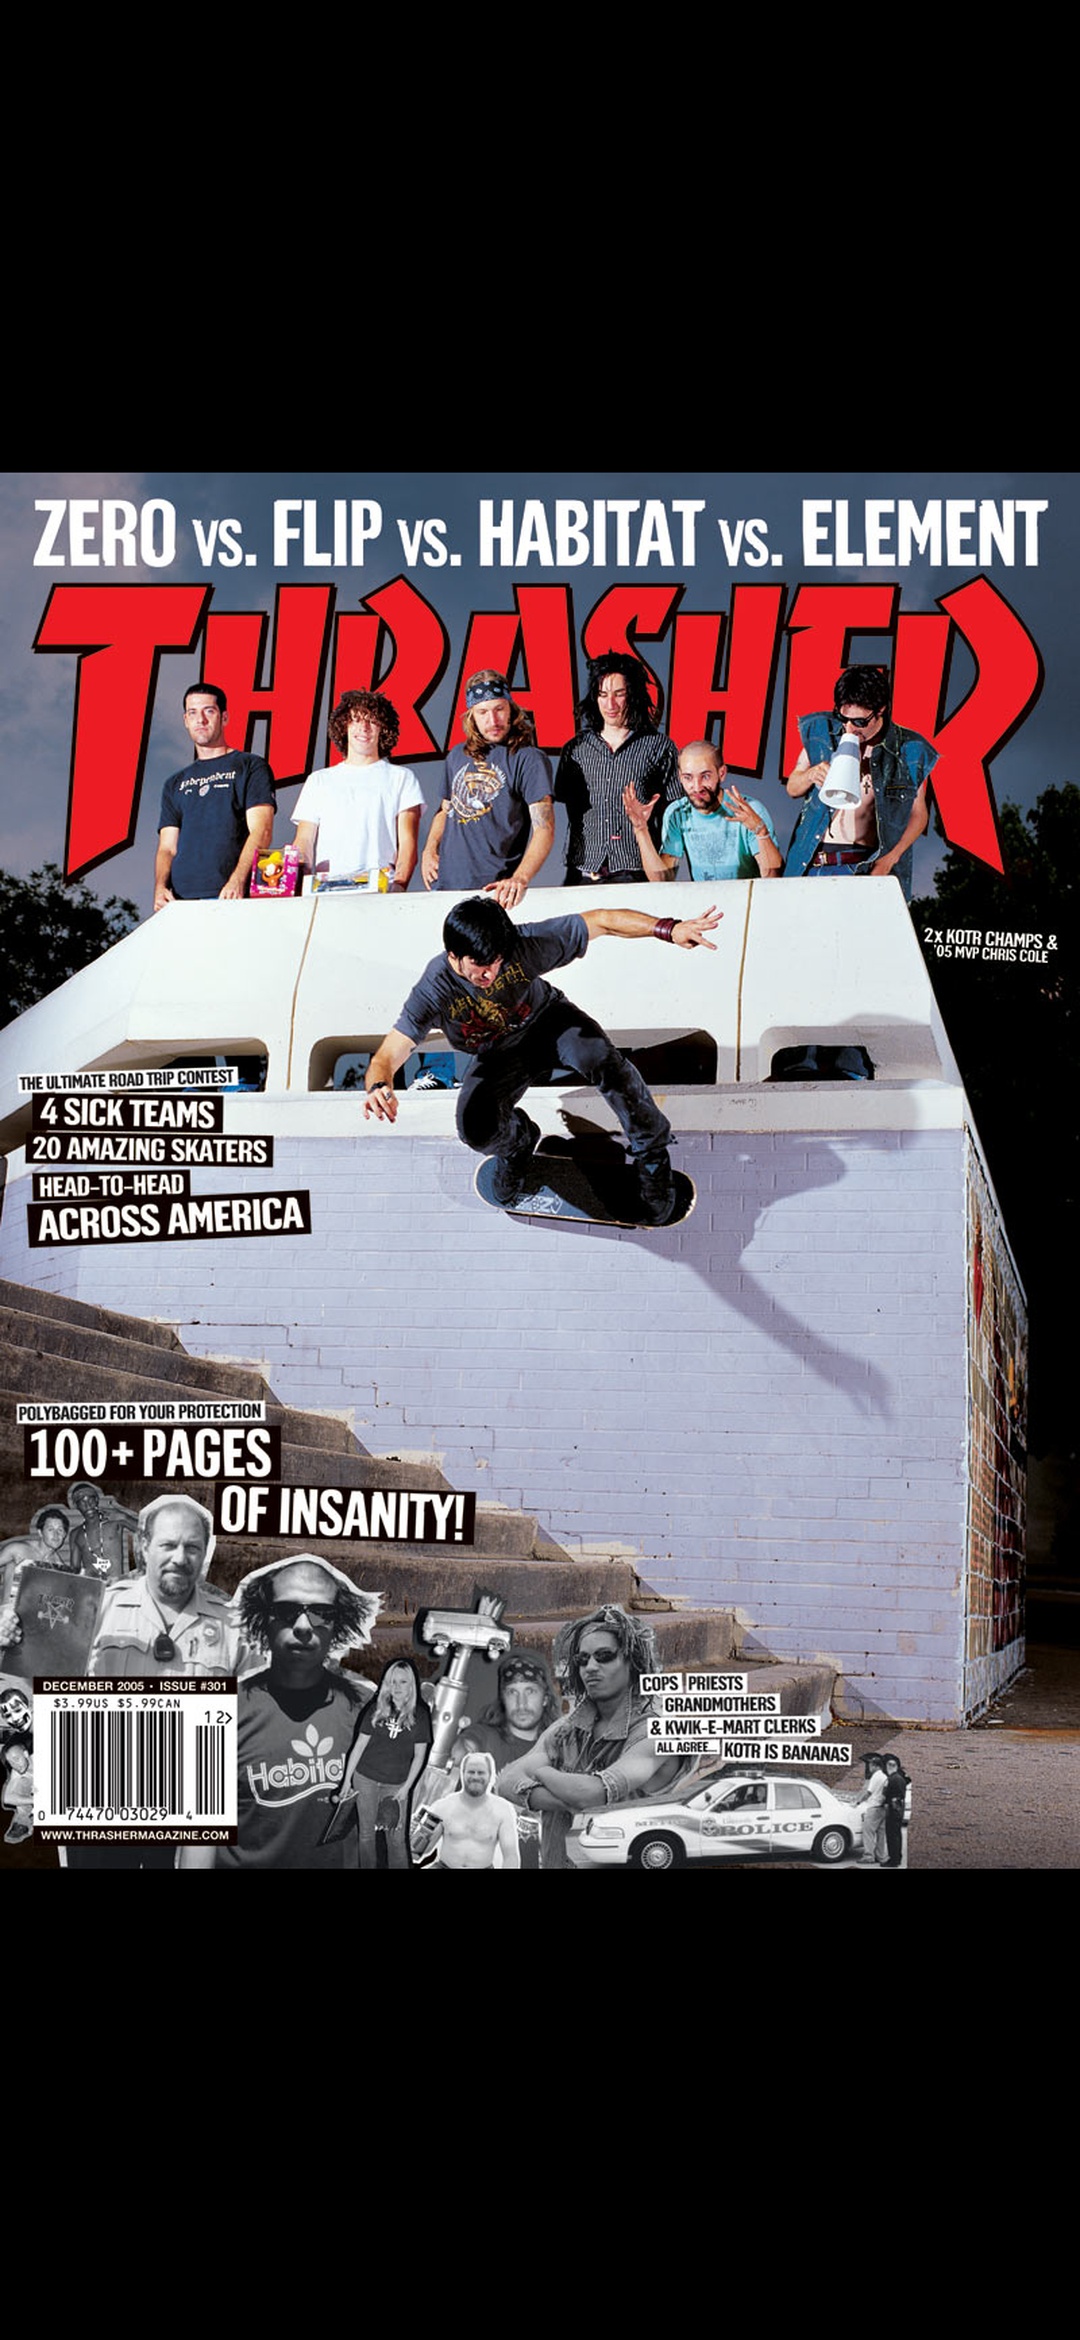 ZERO vs. FLIP vs. HABITAT vs. ELEMENT
THRASHER
Independent
2x KOTR CHAMPS &
'05 MVP CHRIS COLE
MEGADETH
THE ULTIMATE ROAD TRIP CONTEST
4 SICK TEAMS
20 AMAZING SKATERS
HEAD-TO-HEAD
ACROSS AMERICA
POLYBAGGED FOR YOUR PROTECTION
100+ PAGES
OF INSANITY!
DECEMBER 2005 · ISSUE #301
$3.99US $5.99CAN
12>
0 74470 03029 4
WWW.THRASHERMAGAZINE.COM
Habitat
COPS PRIESTS
GRANDMOTHERS
& KWIK-E-MART CLERKS
ALL AGREE... KOTR IS BANANAS
POLICE